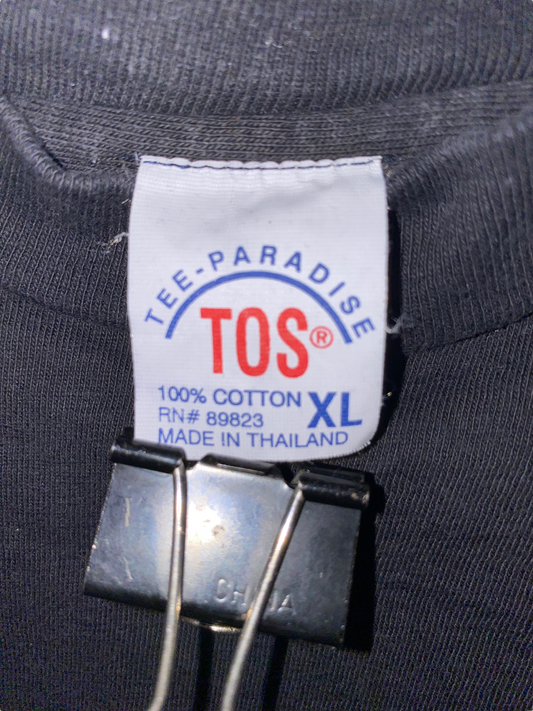 TEE-PARADISE
TOS®
100% COTTON XL
RN# 89823
MADE IN THAILAND
CHINA